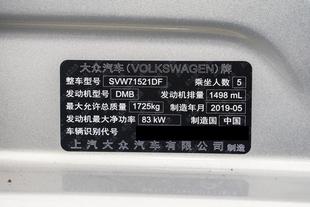 大众汽车(VOLKSWAGEN)牌
整车型号 SVW71521DF 乘坐人数 5
发动机型号 DMB 发动机排量 1498 mL
最大允许总质量 1725kg 制造年月 2019-05
发动机最大净功率 83 kW 制造国 中国
车辆识别代号
上汽大众汽车有限公司 制造